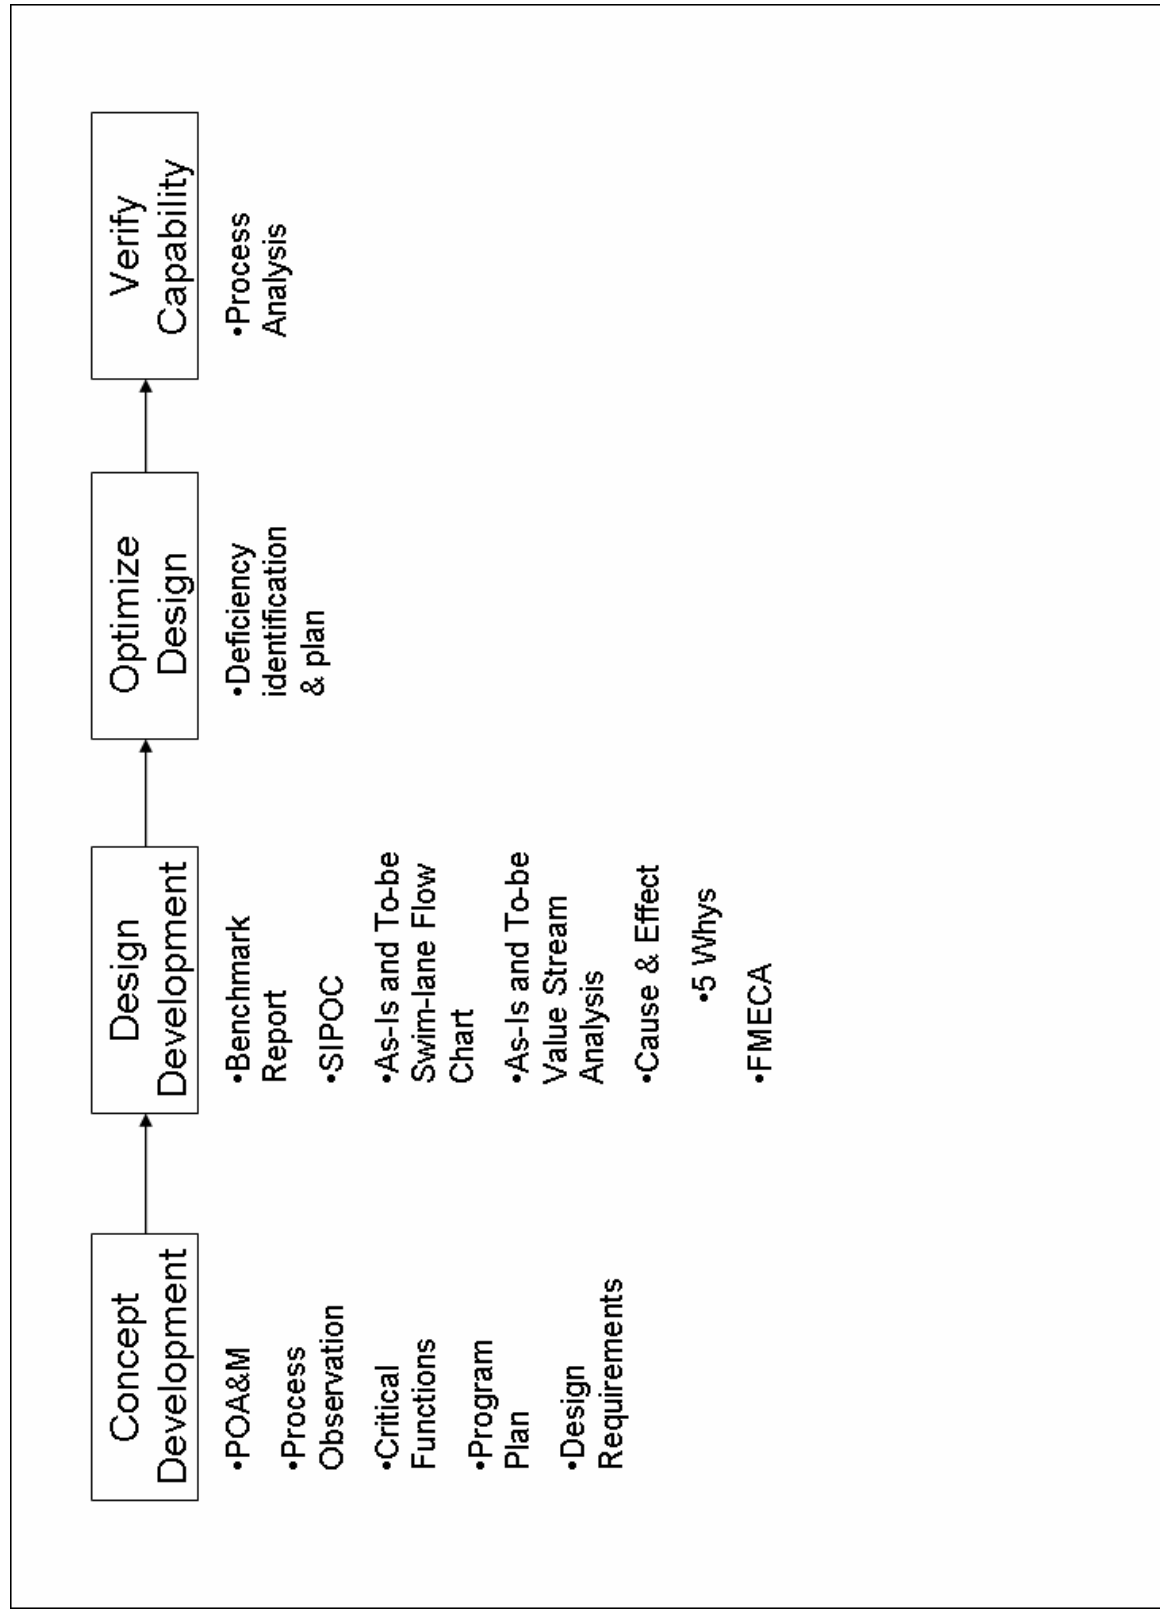 Concept
Development
•POA&M
•Process
Observation
•Critical
Functions
•Program
Plan
•Design
Requirements
Design
Development
•Benchmark
Report
•SIPOC
•As-Is and To-be
Swim-lane Flow
Chart
•As-Is and To-be
Value Stream
Analysis
•Cause & Effect
•5 Whys
•FMECA
Optimize
Design
•Deficiency
identification
& plan
Verify
Capability
•Process
Analysis